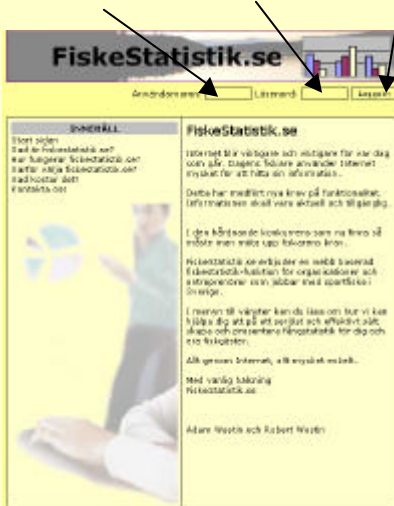 FiskeStatistik.se
Användarnamn: Lösenord: Logga in
INNEHÅLL
Start sidan
Vad är fiskestatistik.se?
Hur fungerar fiskestatistik.se?
Varför välja fiskestatistik.se?
Vad kostar det?
Kontakta oss
FiskeStatistik.se
Internet blir viktigare och viktigare för var dag
som går. Dagens fiskare använder Internet
mycket för att hitta sin information.
Detta har medfört nya krav på funktionalitet.
Informationen skall vara aktuell och tillgänglig.
I den hårdnande konkurrens som nu finns så
måste man möta upp fiskarens krav.
FiskeStatistik.se erbjuder en webb baserad
fiskestatistik-funktion för organisationer och
entreprenörer som jobbar med sportfiske i
Sverige.
I menyn till vänster kan du läsa om hur vi kan
hjälpa dig att på ett seriöst och effektivt sätt
skapa och presentera fångststatistik för dig och
era fiskgäster.
Allt genom Internet, allt mycket enkelt.
Med vänlig hälsning
FiskeStatistik.se
Adam Westin och Robert Westin